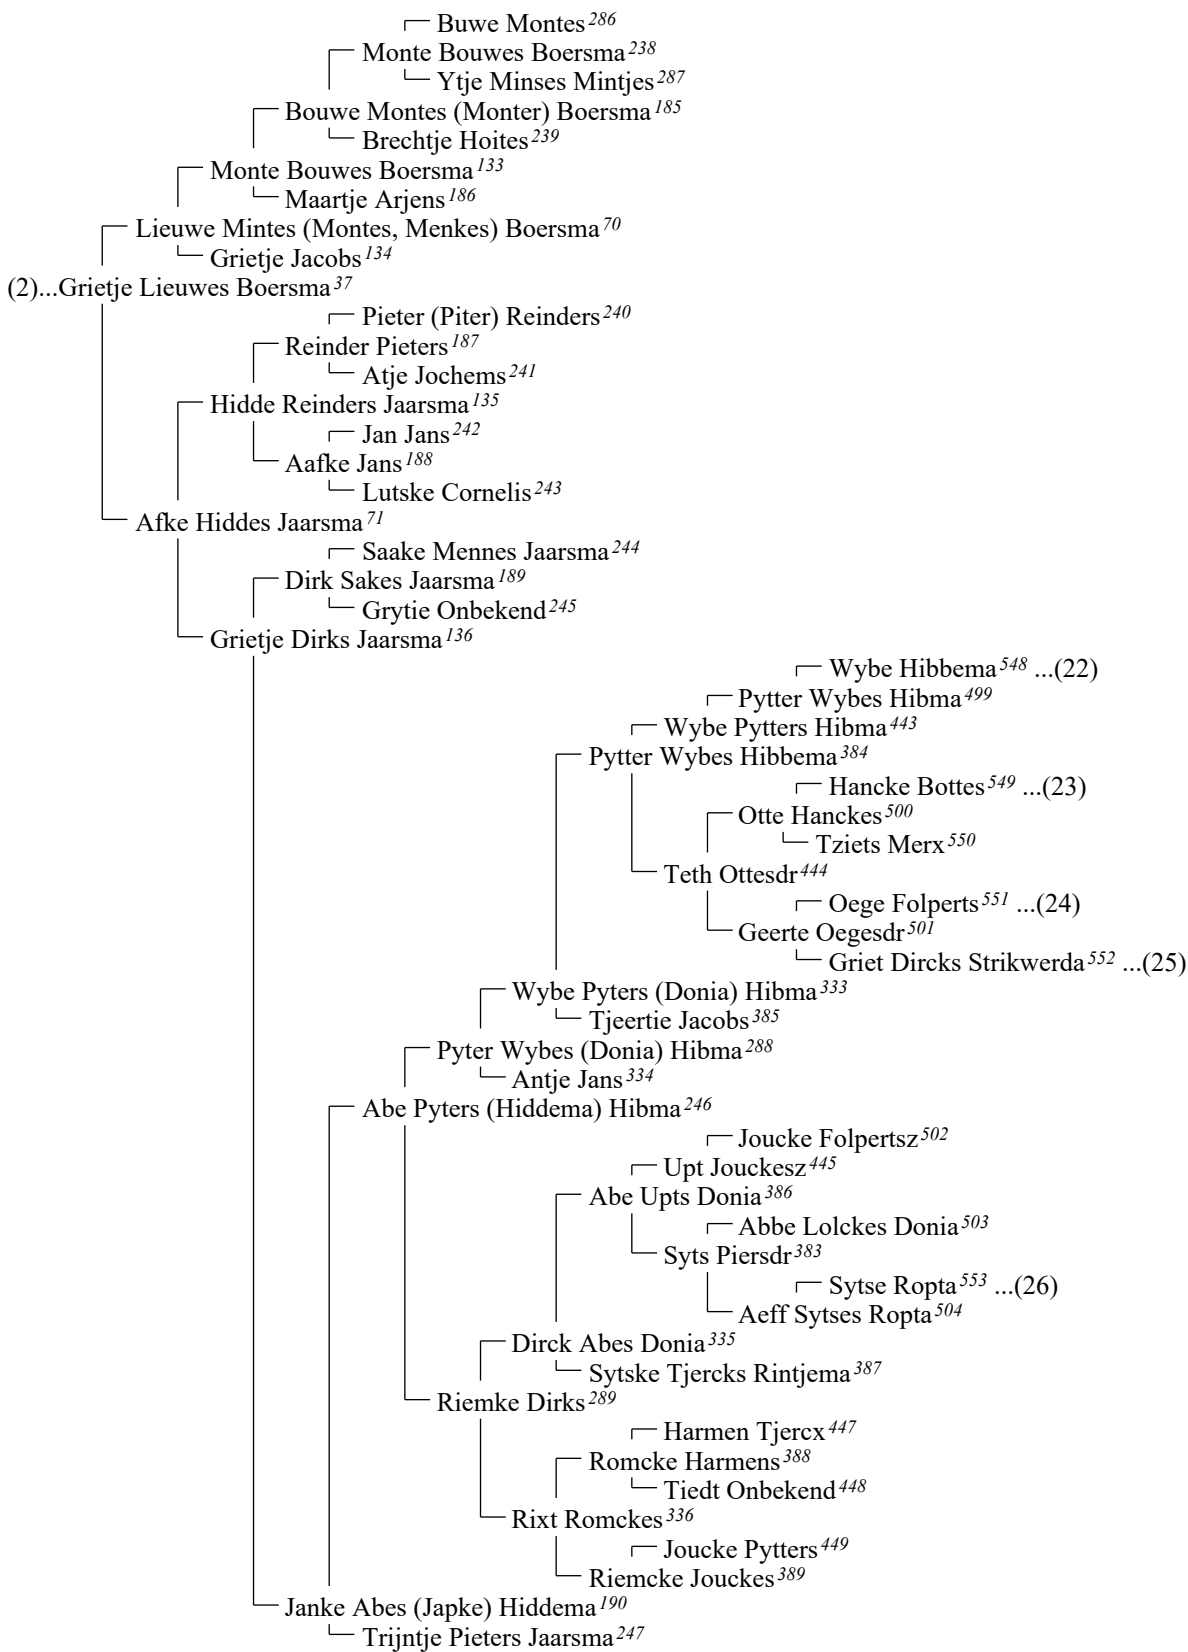 Buwe Montes 286
Monte Bouwes Boersma 238
Ytje Minses Mintjes 287
Bouwe Montes (Monter) Boersma 185
Brechtje Hoites 239
Monte Bouwes Boersma 133
Maartje Arjens 186
Lieuwe Mintes (Montes, Menkes) Boersma 70
Grietje Jacobs 134
(2)...Grietje Lieuwes Boersma 37
Pieter (Piter) Reinders 240
Reinder Pieters 187
Atje Jochems 241
Hidde Reinders Jaarsma 135
Jan Jans 242
Aafke Jans 188
Lutske Cornelis 243
Afke Hiddes Jaarsma 71
Saake Mennes Jaarsma 244
Dirk Sakes Jaarsma 189
Grytie Onbekend 245
Grietje Dirks Jaarsma 136
Wybe Hibbema 548 ...(22)
Pytter Wybes Hibma 499
Wybe Pytters Hibma 443
Pytter Wybes Hibbema 384
Hancke Bottes 549 ...(23)
Otte Hanckes 500
Tziets Merx 550
Teth Ottesdr 444
Oege Folperts 551 ...(24)
Geerte Oegesdr 501
Griet Dircks Strikwerda 552 ...(25)
Wybe Pyters (Donia) Hibma 333
Tjeertie Jacobs 385
Pyter Wybes (Donia) Hibma 288
Antje Jans 334
Abe Pyters (Hiddema) Hibma 246
Joucke Folpertsz 502
Upt Jouckesz 445
Abe Upts Donia 386
Abbe Lolckes Donia 503
Syts Piersdr 383
Sytse Ropta 553 ...(26)
Aeff Sytses Ropta 504
Dirck Abes Donia 335
Sytske Tjercks Rintjema 387
Riemke Dirks 289
Harmen Tjercx 447
Romcke Harmens 388
Tiedt Onbekend 448
Rixt Romckes 336
Joucke Pytters 449
Riemcke Jouckes 389
Janke Abes (Japke) Hiddema 190
Trijntje Pieters Jaarsma 247